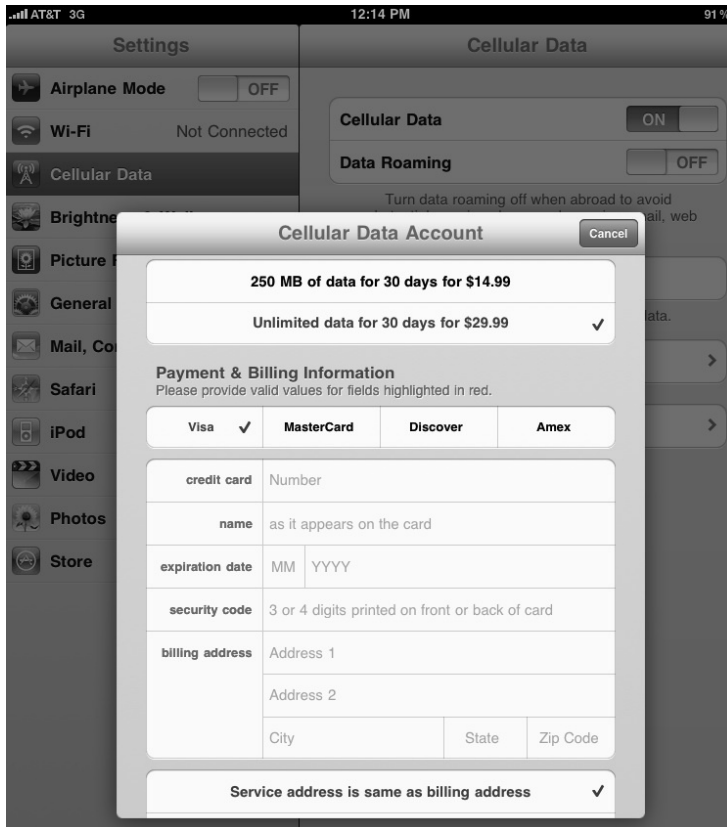 AT&T 3G 12:14 PM 91%
Settings
Cellular Data
Airplane Mode OFF
Wi-Fi Not Connected
Cellular Data
Brightne
Picture
General
Mail, Co
Safari
iPod
Video
Photos
Store
Cellular Data ON
Data Roaming OFF
Turn data roaming off when abroad to avoid
ail, web
data.
Cellular Data Account
Cancel
250 MB of data for 30 days for $14.99
Unlimited data for 30 days for $29.99
Payment & Billing Information
Please provide valid values for fields highlighted in red.
Visa MasterCard Discover Amex
credit card Number
name as it appears on the card
expiration date MM YYYY
security code 3 or 4 digits printed on front or back of card
billing address Address 1
Address 2
City State Zip Code
Service address is same as billing address